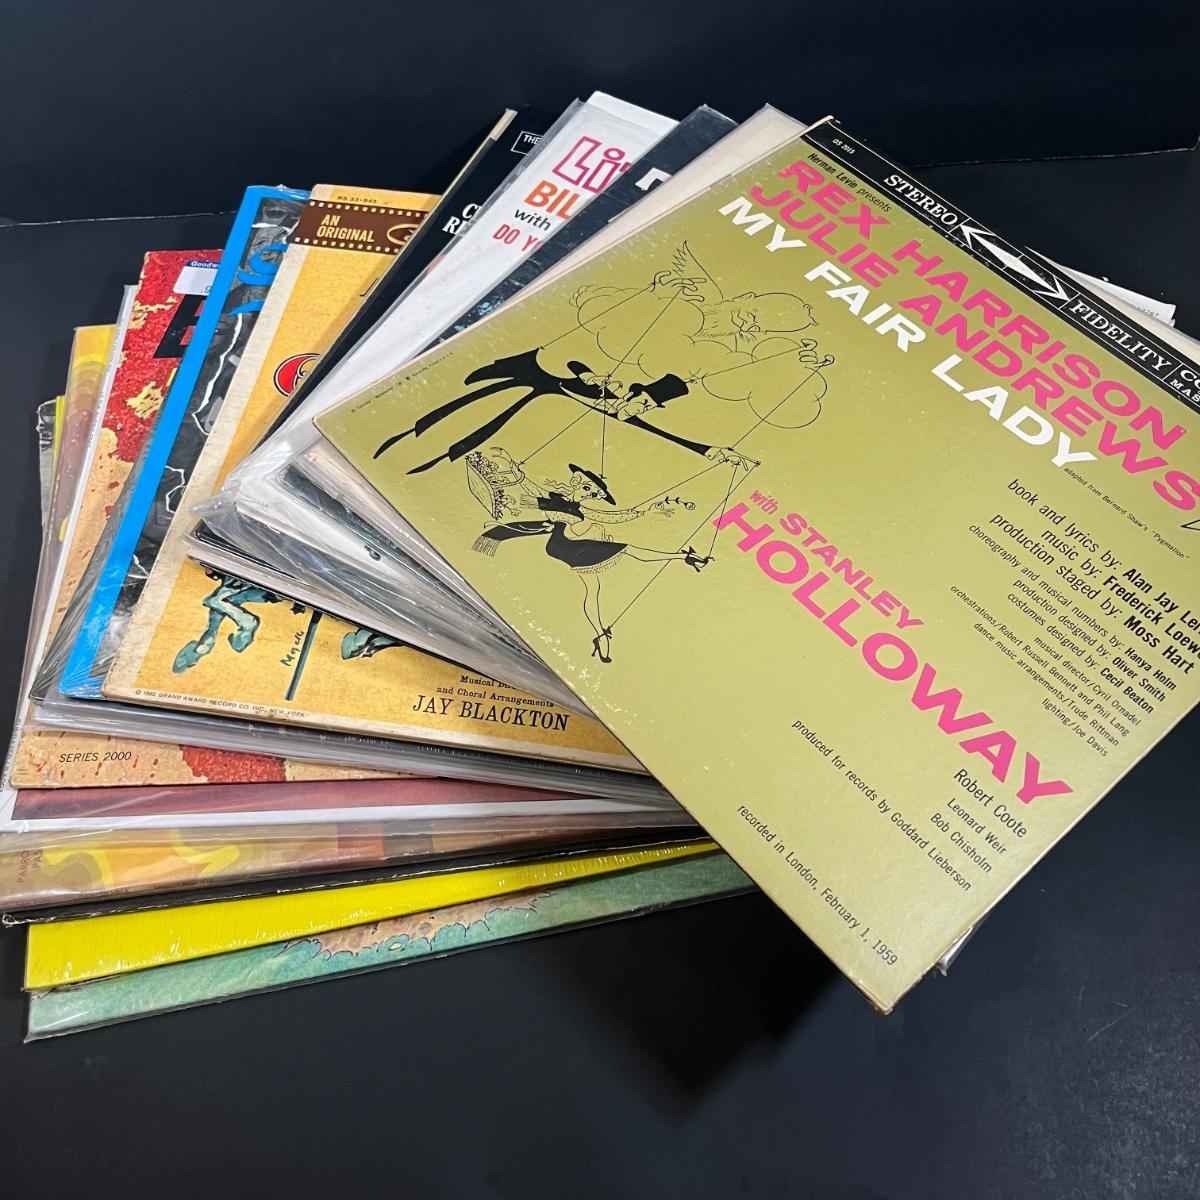 OS 2015
STEREO
FIDELITY
Herman Levin presents
REX HARRISON
JULIE ANDREWS
MY FAIR LADY
adapted from Bernard Shaw's "Pygmalion"
with STANLEY
HOLLOWAY
book and lyrics by: Alan Jay
music by: Frederick
production staged by: Moss Hart
choreography and musical numbers by: Hanya Holm
production designed by: Oliver Smith
costumes designed by: Cecil Beaton
musical director/Cyril Ornadel
orchestrations/Robert Russell Bennett and Phil Lang
dance music arrangements/Trude Rittman
lighting/Joe Davis
Robert Coote
Leonard Weir
Bob Chisholm
produced for records by Goddard Lieberson
recorded in London, February 1, 1959
THE
BIL
with
DO
RS 33-843
AN
ORIGINAL
Musical
and Choral Arrangements
JAY BLACKTON
© 1962 GRAND AWARD RECORD CO. INC., NEW YORK
SERIES 2000